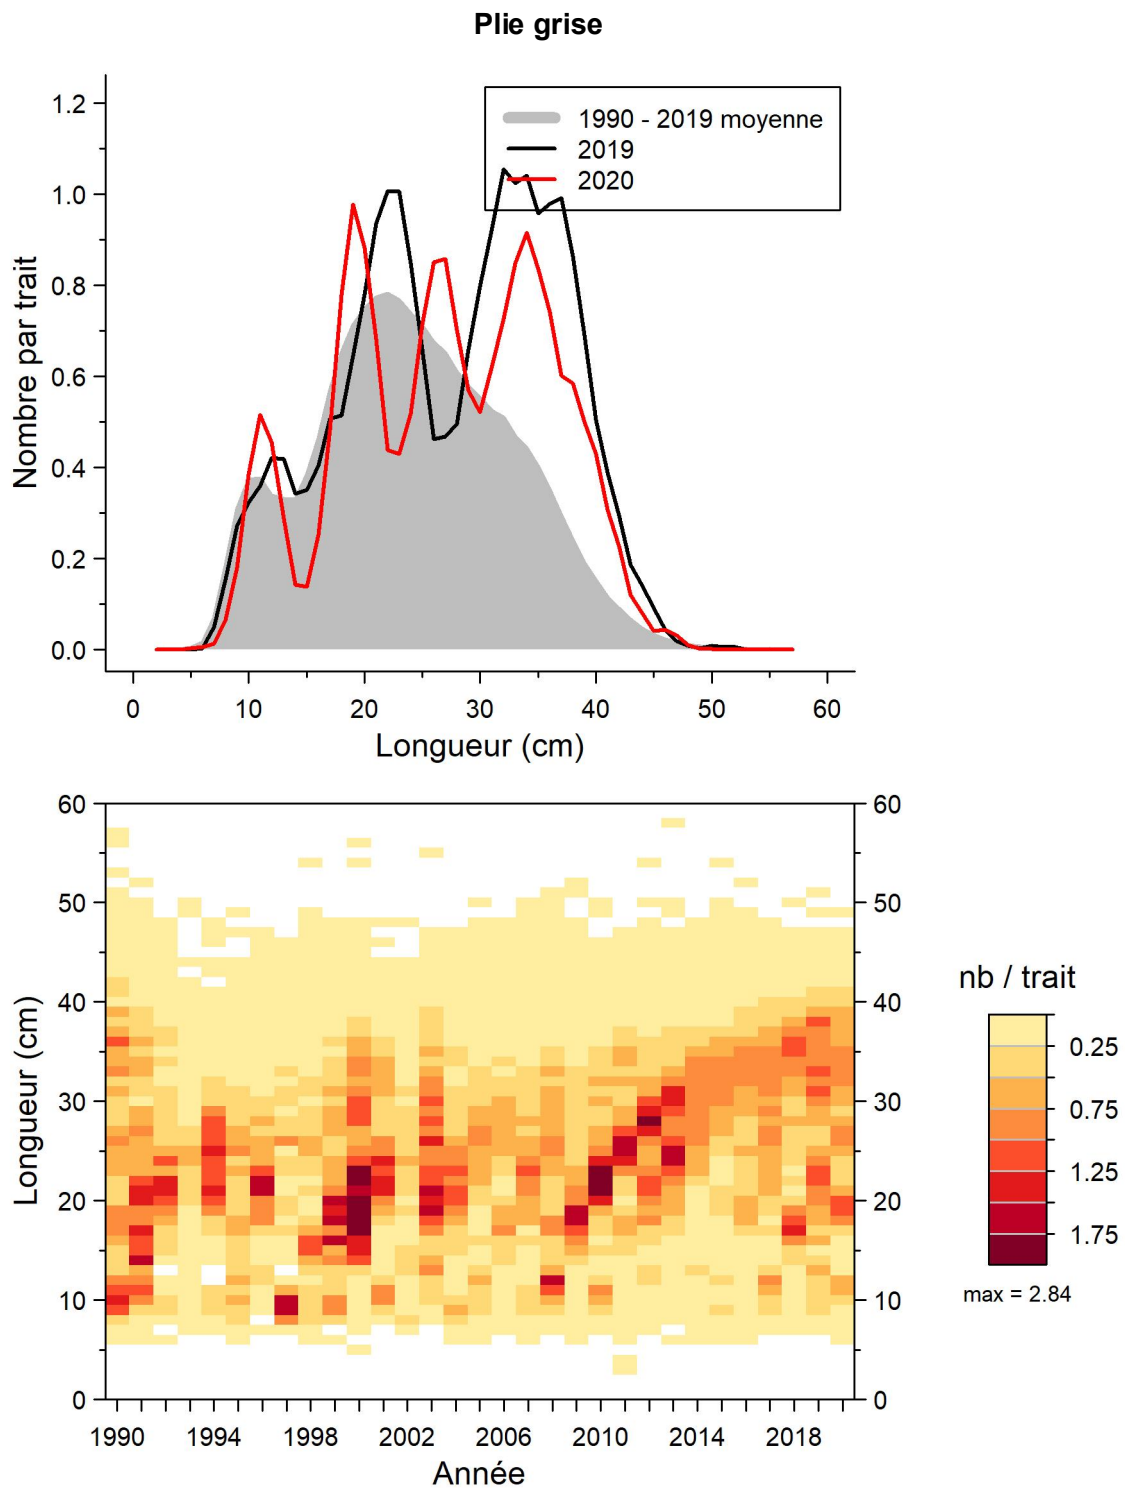 Plie grise
1.2
1.0
0.8
0.6
0.4
0.2
0.0
Nombre par trait
1990 - 2019 moyenne
2019
2020
0 10 20 30 40 50 60
Longueur (cm)
60 60
50 50
40 40
30 30
20 20
10 10
0 0
Longueur (cm)
1990 1994 1998 2002 2006 2010 2014 2018
Année
nb / trait
0.25
0.75
1.25
1.75
max = 2.84